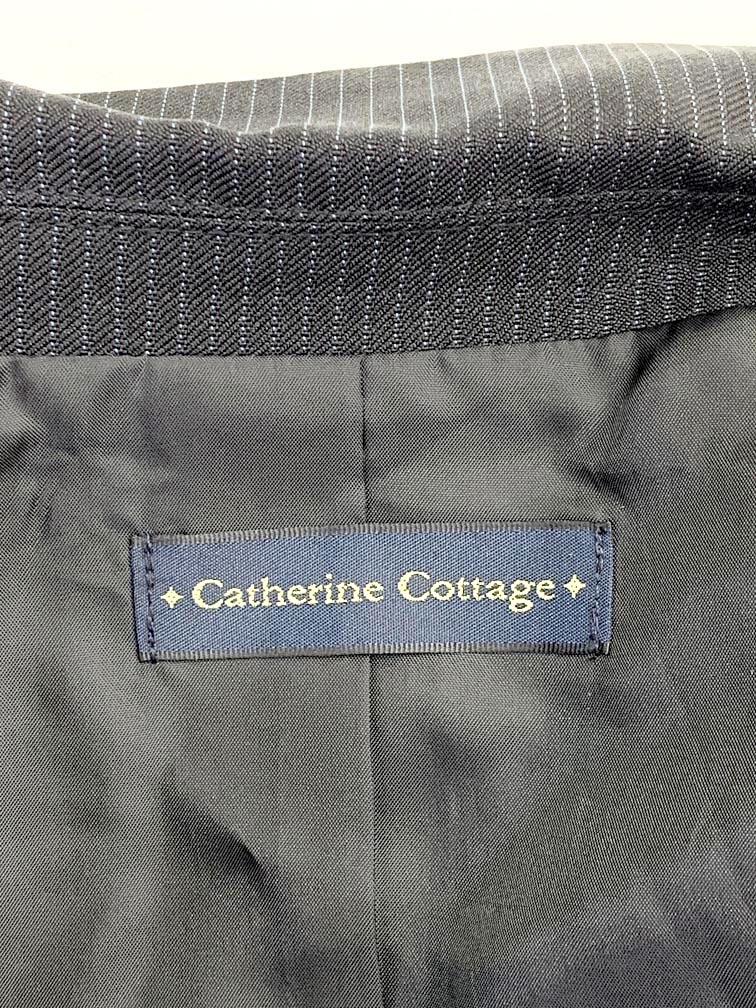 ✦ Catherine Cottage ✦